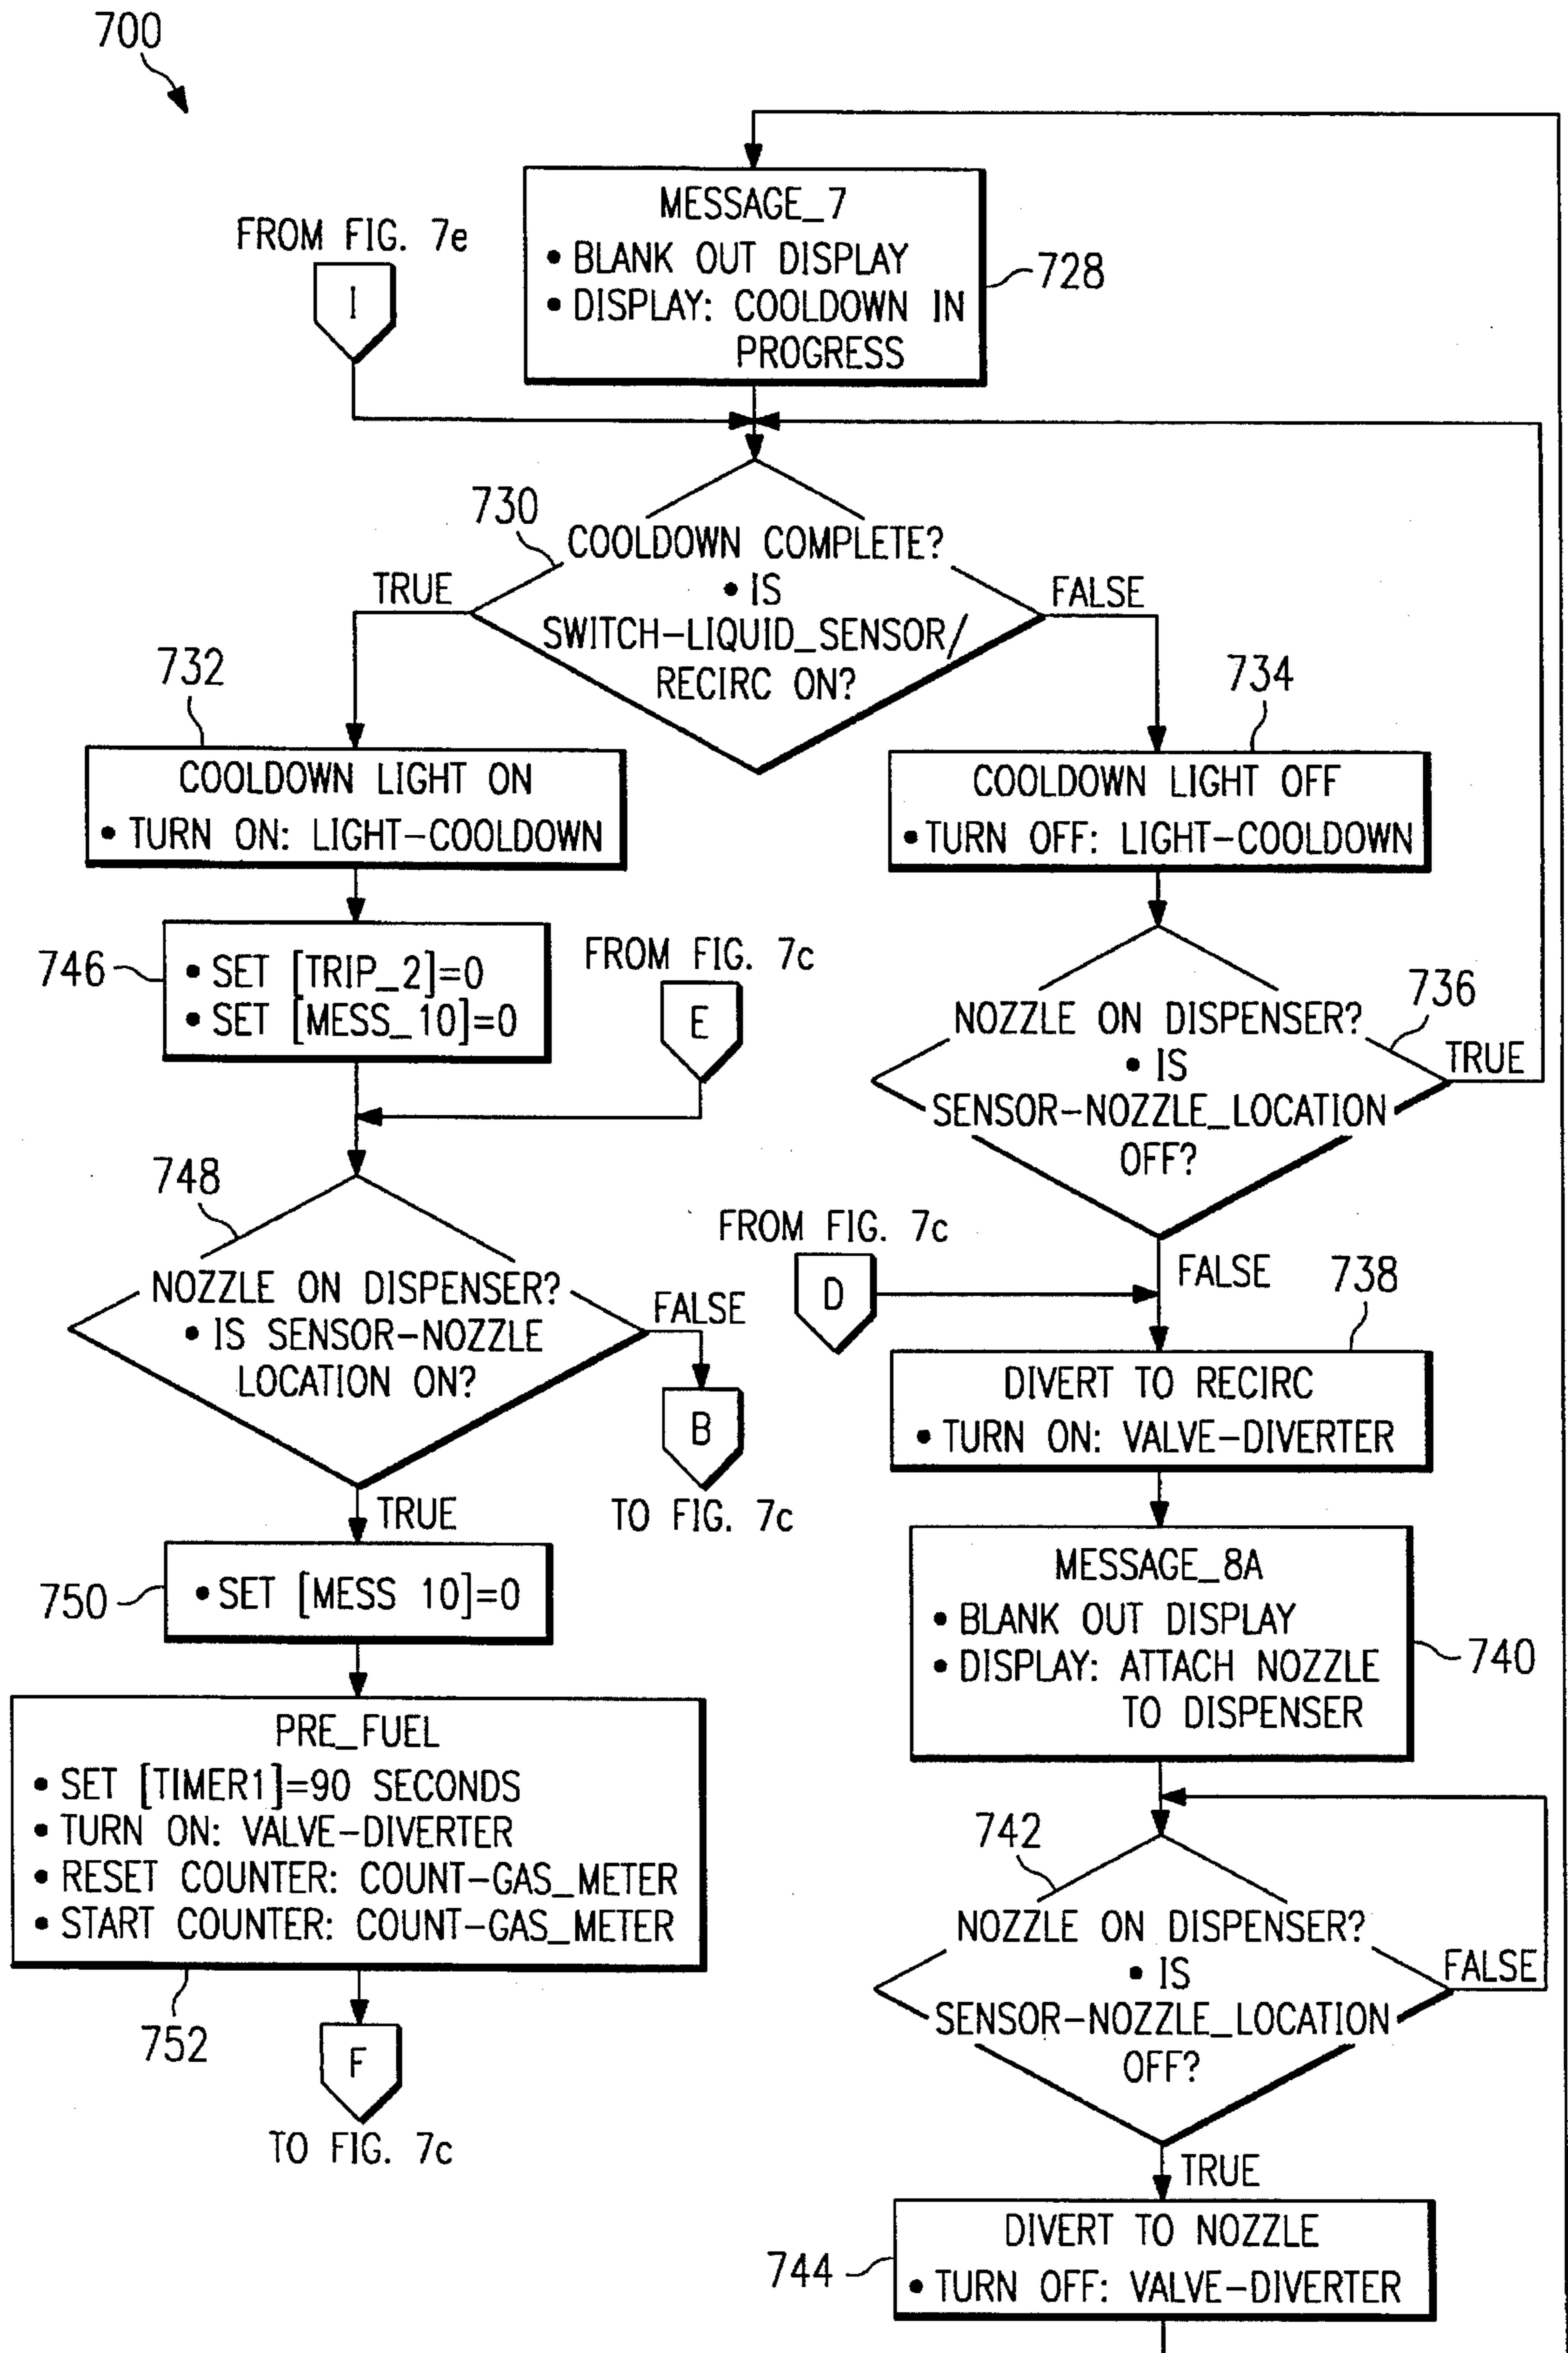 700
MESSAGE_7
• BLANK OUT DISPLAY
• DISPLAY: COOLDOWN IN
PROGRESS
728
FROM FIG. 7e
I
730
COOLDOWN COMPLETE?
• IS
SWITCH-LIQUID_SENSOR/
RECIRC ON?
TRUE
FALSE
732
COOLDOWN LIGHT ON
• TURN ON: LIGHT-COOLDOWN
734
COOLDOWN LIGHT OFF
• TURN OFF: LIGHT-COOLDOWN
746
• SET [TRIP_2]=0
• SET [MESS_10]=0
FROM FIG. 7c
E
736
NOZZLE ON DISPENSER?
• IS
SENSOR-NOZZLE_LOCATION
OFF?
TRUE
FALSE
748
NOZZLE ON DISPENSER?
• IS SENSOR-NOZZLE
LOCATION ON?
FALSE
B
TO FIG. 7c
TRUE
FROM FIG. 7c
D
738
DIVERT TO RECIRC
• TURN ON: VALVE-DIVERTER
750
• SET [MESS 10]=0
MESSAGE_8A
• BLANK OUT DISPLAY
• DISPLAY: ATTACH NOZZLE
TO DISPENSER
740
PRE_FUEL
• SET [TIMER1]=90 SECONDS
• TURN ON: VALVE-DIVERTER
• RESET COUNTER: COUNT-GAS_METER
• START COUNTER: COUNT-GAS_METER
752
F
TO FIG. 7c
742
NOZZLE ON DISPENSER?
• IS
SENSOR-NOZZLE_LOCATION
OFF?
FALSE
TRUE
744
DIVERT TO NOZZLE
• TURN OFF: VALVE-DIVERTER